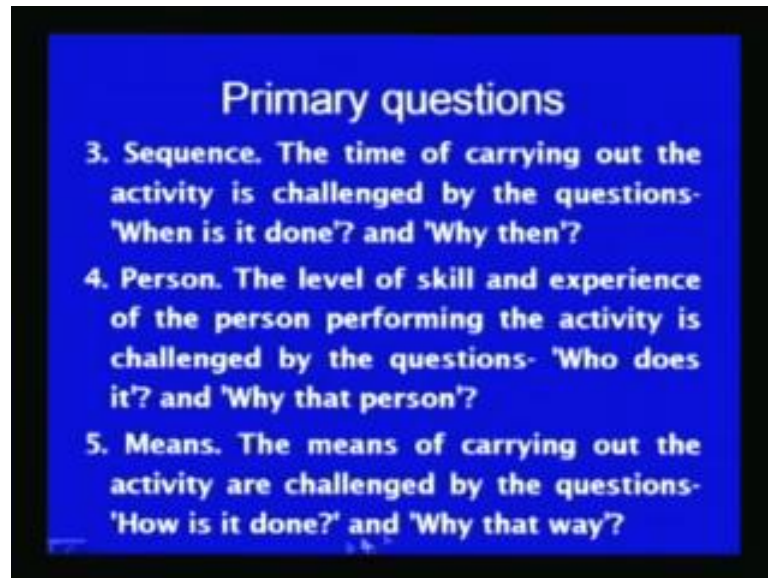 Primary questions
3. Sequence. The time of carrying out the
activity is challenged by the questions-
'When is it done'? and 'Why then'?
4. Person. The level of skill and experience
of the person performing the activity is
challenged by the questions- 'Who does
it'? and 'Why that person'?
5. Means. The means of carrying out the
activity are challenged by the questions-
'How is it done?' and 'Why that way'?